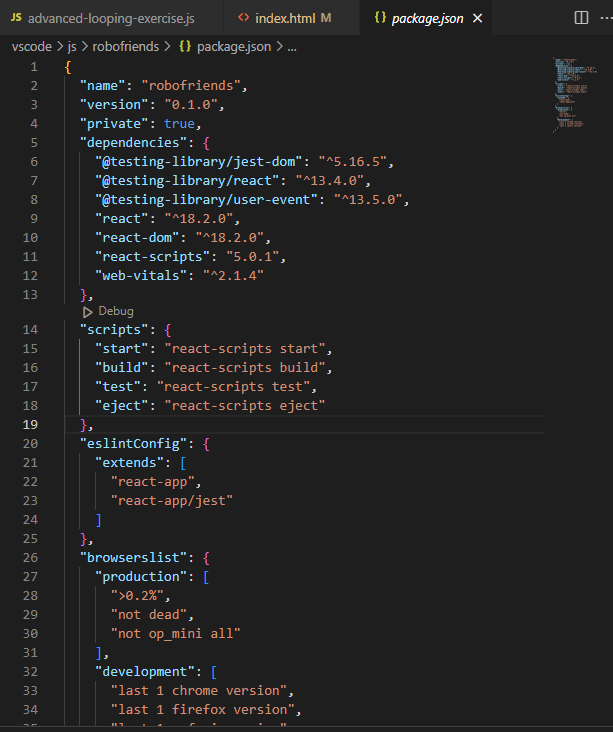 JS advanced-looping-exercise.js <> index.html M {} package.json × ...
vscode > js > robofriends > {} package.json > ...
1 {
2 "name": "robofriends",
3 "version": "0.1.0",
4 "private": true,
5 "dependencies": {
6 "@testing-library/jest-dom": "^5.16.5",
7 "@testing-library/react": "^13.4.0",
8 "@testing-library/user-event": "^13.5.0",
9 "react": "^18.2.0",
10 "react-dom": "^18.2.0",
11 "react-scripts": "5.0.1",
12 "web-vitals": "^2.1.4"
13 },
Debug
14 "scripts": {
15 "start": "react-scripts start",
16 "build": "react-scripts build",
17 "test": "react-scripts test",
18 "eject": "react-scripts eject"
19 },
20 "eslintConfig": {
21 "extends": [
22 "react-app",
23 "react-app/jest"
24 ]
25 },
26 "browserslist": {
27 "production": [
28 ">0.2%",
29 "not dead",
30 "not op_mini all"
31 ],
32 "development": [
33 "last 1 chrome version",
34 "last 1 firefox version",